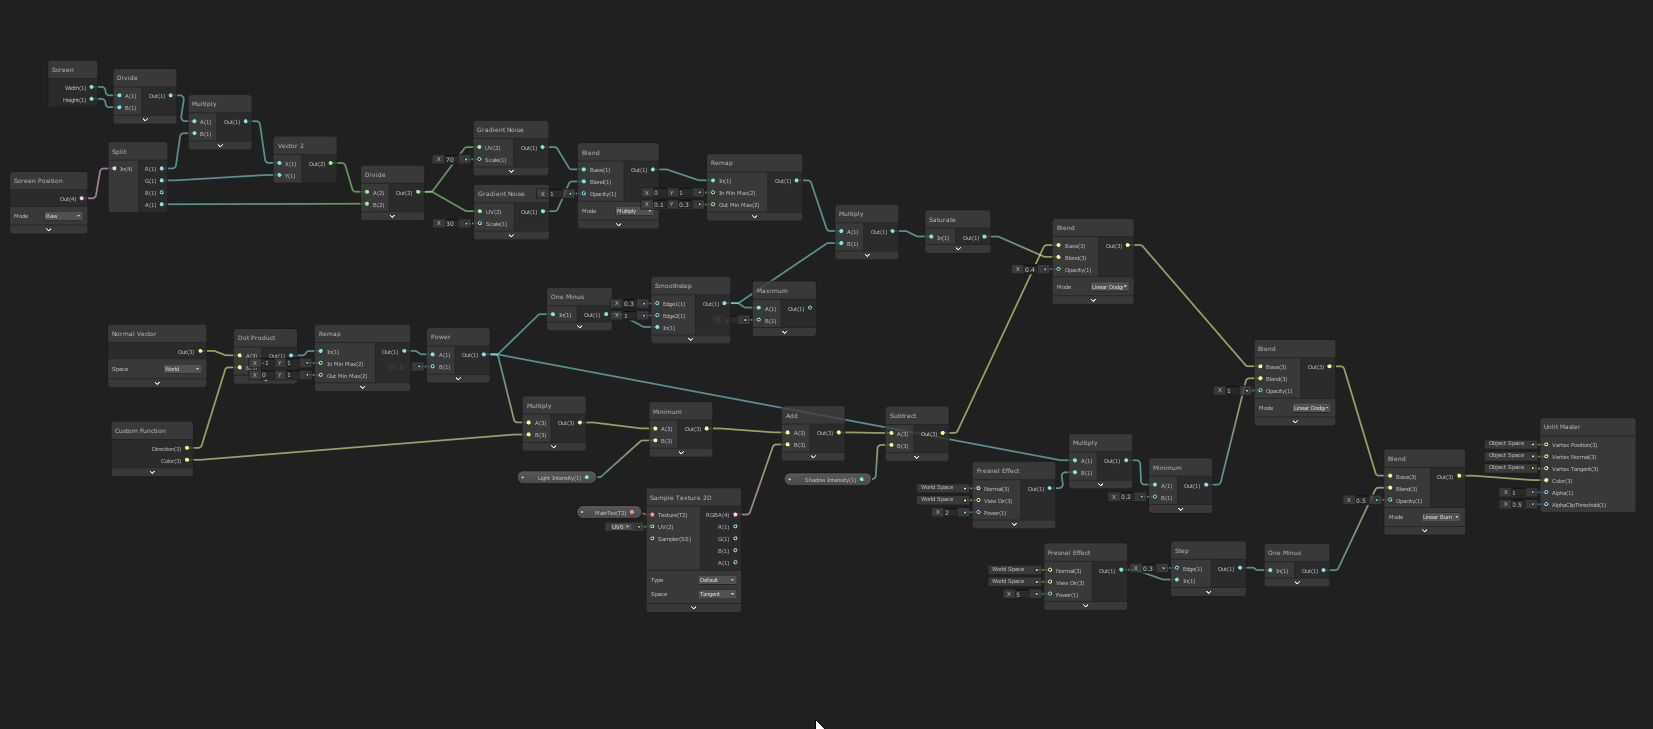 Screen
Width(1)
Height(1)
Divide
A(1) Out(1)
B(1)
Multiply
A(1) Out(1)
B(1)
Split
In(4) R(1)
G(1)
B(1)
A(1)
Screen Position
Out(4)
Mode Raw
Vector 2
X(1) Out(2)
Y(1)
Divide
A(2) Out(2)
B(2)
Gradient Noise
UV(2) Out(1)
X 70 Scale(1)
Gradient Noise
UV(2) Out(1)
X 30 Scale(1)
Blend
Base(1) Out(1)
Blend(1)
X 1 Opacity(1)
Mode Multiply
Remap
In(1) Out(1)
X 0 Y 1 In Min Max(2)
X 0.1 Y 0.3 Out Min Max(2)
Multiply
A(1) Out(1)
B(1)
Saturate
In(1) Out(1)
Blend
Base(3) Out(3)
Blend(3)
X 0.4 Opacity(1)
Mode Linear Dodg
One Minus
In(1) Out(1)
Smoothstep
X 0.3 Edge1(1) Out(1)
X 1 Edge2(1)
In(1)
Maximum
A(1) Out(1)
B(1)
Normal Vector
Out(3)
Space World
Dot Product
A(3) Out(1)
Remap
In(1) Out(1)
X -1 Y 1 In Min Max(2)
X 0 Y 1 Out Min Max(2)
Power
A(1) Out(1)
B(1)
Custom Function
Direction(3)
Color(3)
Multiply
A(3) Out(3)
B(3)
Light Intensity(1)
Minimum
A(3) Out(3)
B(3)
Add
A(3) Out(3)
B(3)
Subtract
A(3) Out(3)
B(3)
Shadow Intensity(1)
MainTex(T2)
UV0
Sample Texture 2D
Texture(T2) RGBA(4)
UV(2) R(1)
Sampler(SS) G(1)
B(1)
A(1)
Type Default
Space Tangent
Fresnel Effect
World Space Normal(3) Out(1)
World Space View Dir(3)
X 2 Power(1)
Multiply
A(1) Out(1)
B(1)
Minimum
A(1) Out(1)
X 0.2 B(1)
Blend
Base(3) Out(3)
Blend(3)
X 1 Opacity(1)
Mode Linear Dodg
Fresnel Effect
World Space Normal(3) Out(1)
World Space View Dir(3)
X 5 Power(1)
Step
X 0.3 Edge(1) Out(1)
In(1)
One Minus
In(1) Out(1)
Blend
Base(3) Out(3)
Blend(3)
X 0.5 Opacity(1)
Mode Linear Burn
Unlit Master
Object Space Vertex Position(3)
Object Space Vertex Normal(3)
Object Space Vertex Tangent(3)
Color(3)
X 1 Alpha(1)
X 0.5 AlphaClipThreshold(1)